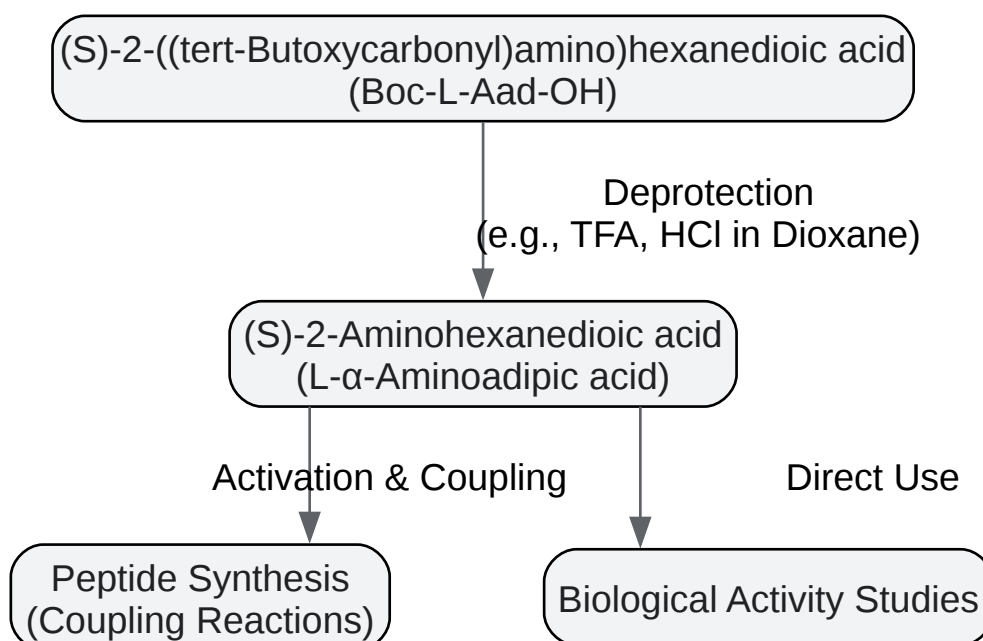 (S)-2-((tert-Butoxycarbonyl)amino)hexanedioic acid
(Boc-L-Aad-OH)
Deprotection
(e.g., TFA, HCl in Dioxane)
(S)-2-Aminohexanedioic acid
(L-α-Aminoadipic acid)
Activation & Coupling
Direct Use
Peptide Synthesis
(Coupling Reactions)
Biological Activity Studies